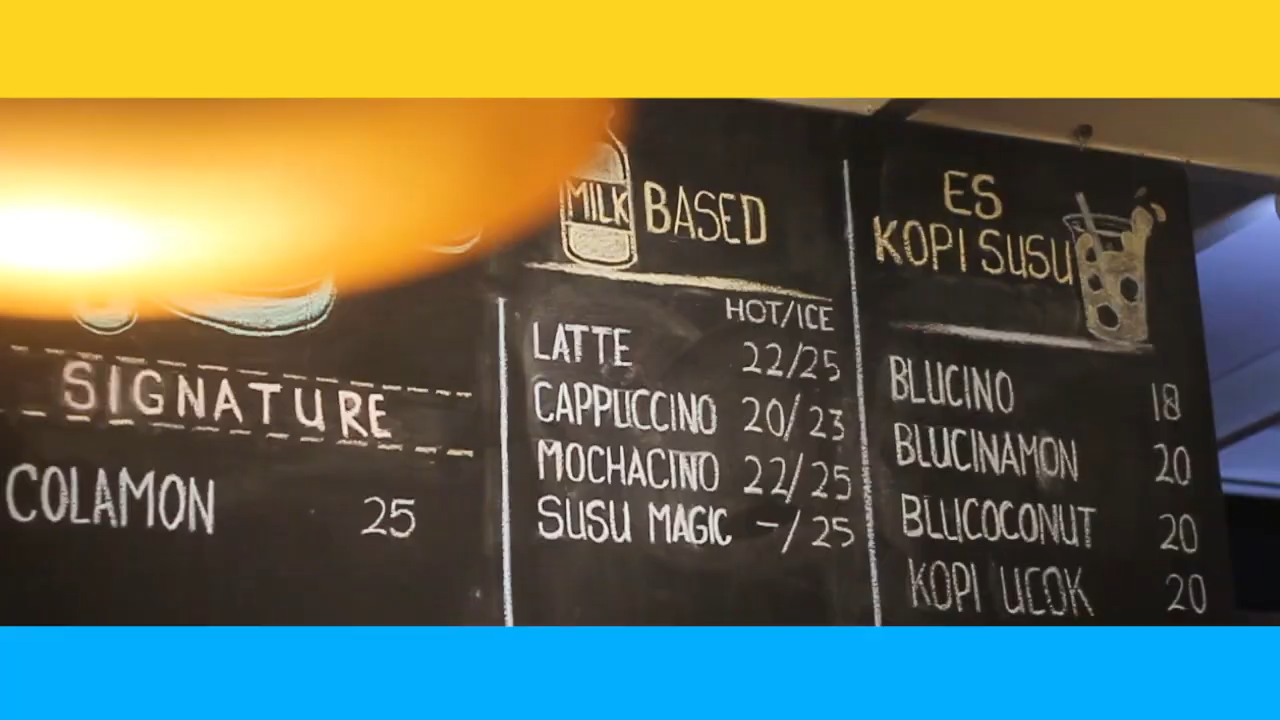 SIGNATURE
COLAMON 25
MILK BASED
HOT/ICE
LATTE 22/25
CAPPUCCINO 20/23
MOCHACINO 22/25
SUSU MAGIC -/25
ES
KOPI SUSU
BLUCINO 18
BLUCINAMON 20
BLUCOCONUT 20
KOPI UCOK 20